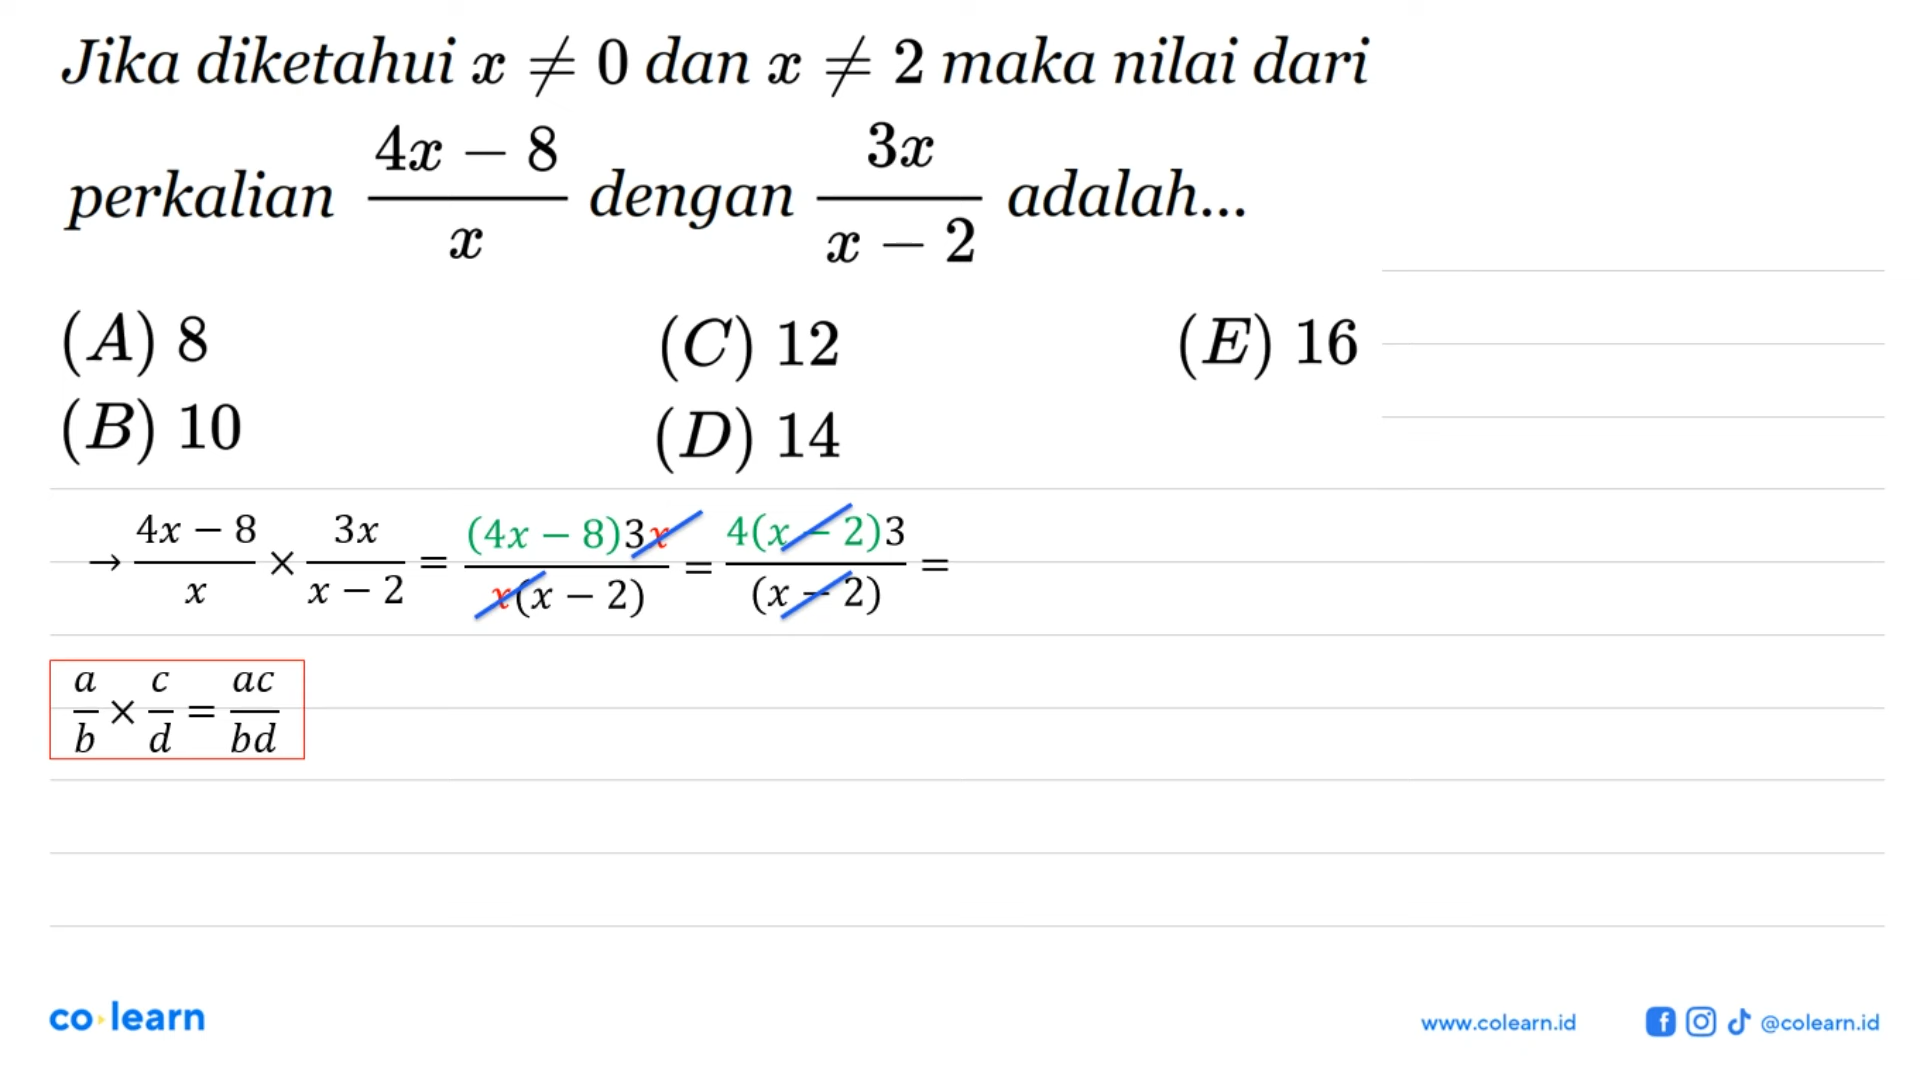 Jika diketahui x ≠ 0 dan x ≠ 2 maka nilai dari
perkalian (4x − 8)/x dengan 3x/(x − 2) adalah...
(A) 8 (C) 12 (E) 16
(B) 10 (D) 14
→ (4x − 8)/x × 3x/(x − 2) = (4x − 8)3x/x(x − 2) = 4(x − 2)3/(x − 2) =
a/b × c/d = ac/bd
co learn
www.colearn.id @colearn.id